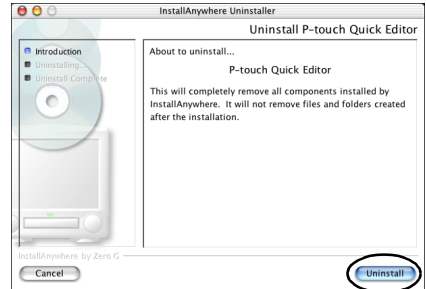 InstallAnywhere Uninstaller
Uninstall P-touch Quick Editor
Introduction
Uninstalling...
Uninstall Complete
About to uninstall...
P-touch Quick Editor
This will completely remove all components installed by
InstallAnywhere. It will not remove files and folders created
after the installation.
InstallAnywhere by Zero G
Cancel
Uninstall